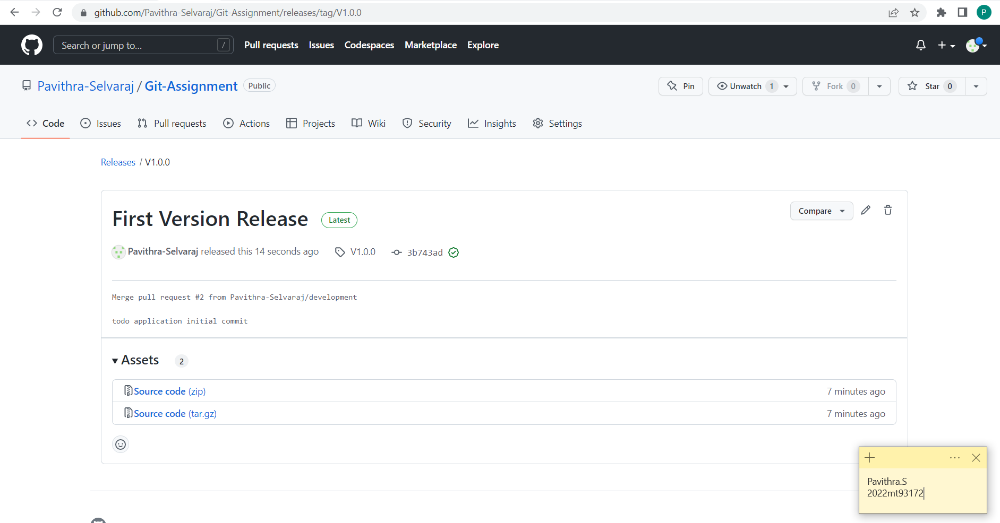 github.com/Pavithra-Selvaraj/Git-Assignment/releases/tag/V1.0.0
P
Search or jump to... /
Pull requests Issues Codespaces Marketplace Explore
Pavithra-Selvaraj / Git-Assignment Public
Pin Unwatch 1 Fork 0 Star 0
Code Issues Pull requests Actions Projects Wiki Security Insights Settings
Releases / V1.0.0
First Version Release Latest
Compare
Pavithra-Selvaraj released this 14 seconds ago V1.0.0 3b743ad
Merge pull request #2 from Pavithra-Selvaraj/development
todo application initial commit
Assets 2
Source code (zip) 7 minutes ago
Source code (tar.gz) 7 minutes ago
Pavithra.S
2022mt93172